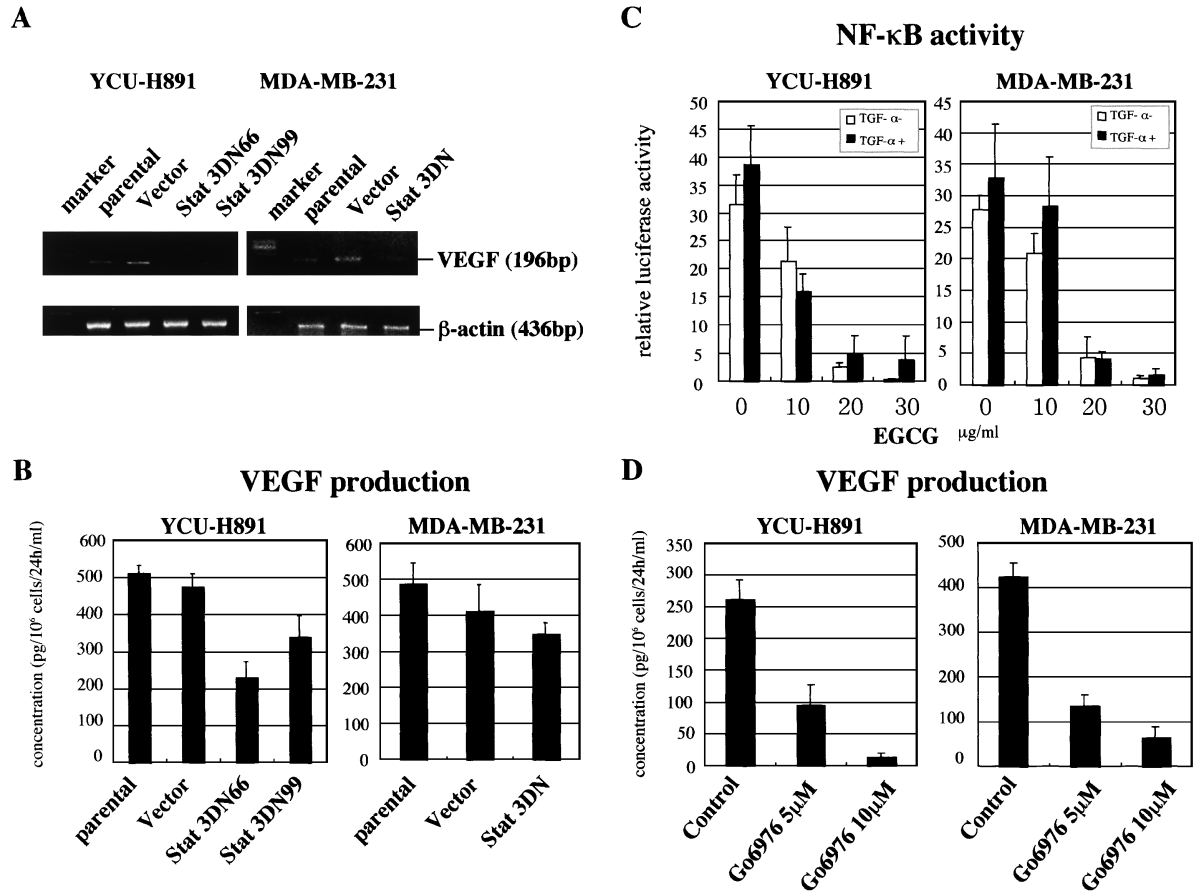 A
YCU-H891
MDA-MB-231
marker
parental
Vector
Stat 3DN66
Stat 3DN99
marker
parental
Vector
Stat 3DN
VEGF (196bp)
β-actin (436bp)
C
NF-κB activity
YCU-H891
MDA-MB-231
relative luciferase activity
50
45
40
35
30
25
20
15
10
5
0
TGF- α-
TGF-α +
0
10
20
30
45
40
35
30
25
20
15
10
5
0
TGF- α-
TGF-α +
0
10
20
30
EGCG
μg/ml
B
VEGF production
YCU-H891
MDA-MB-231
concentration (pg/10⁶ cells/24h/ml)
600
500
400
300
200
100
0
parental
Vector
Stat 3DN66
Stat 3DN99
600
500
400
300
200
100
0
parental
Vector
Stat 3DN
D
VEGF production
YCU-H891
MDA-MB-231
concentration (pg/10⁶ cells/24h/ml)
350
300
250
200
150
100
50
0
Control
Go6976 5μM
Go6976 10μM
500
400
300
200
100
0
Control
Go6976 5μM
Go6976 10μM